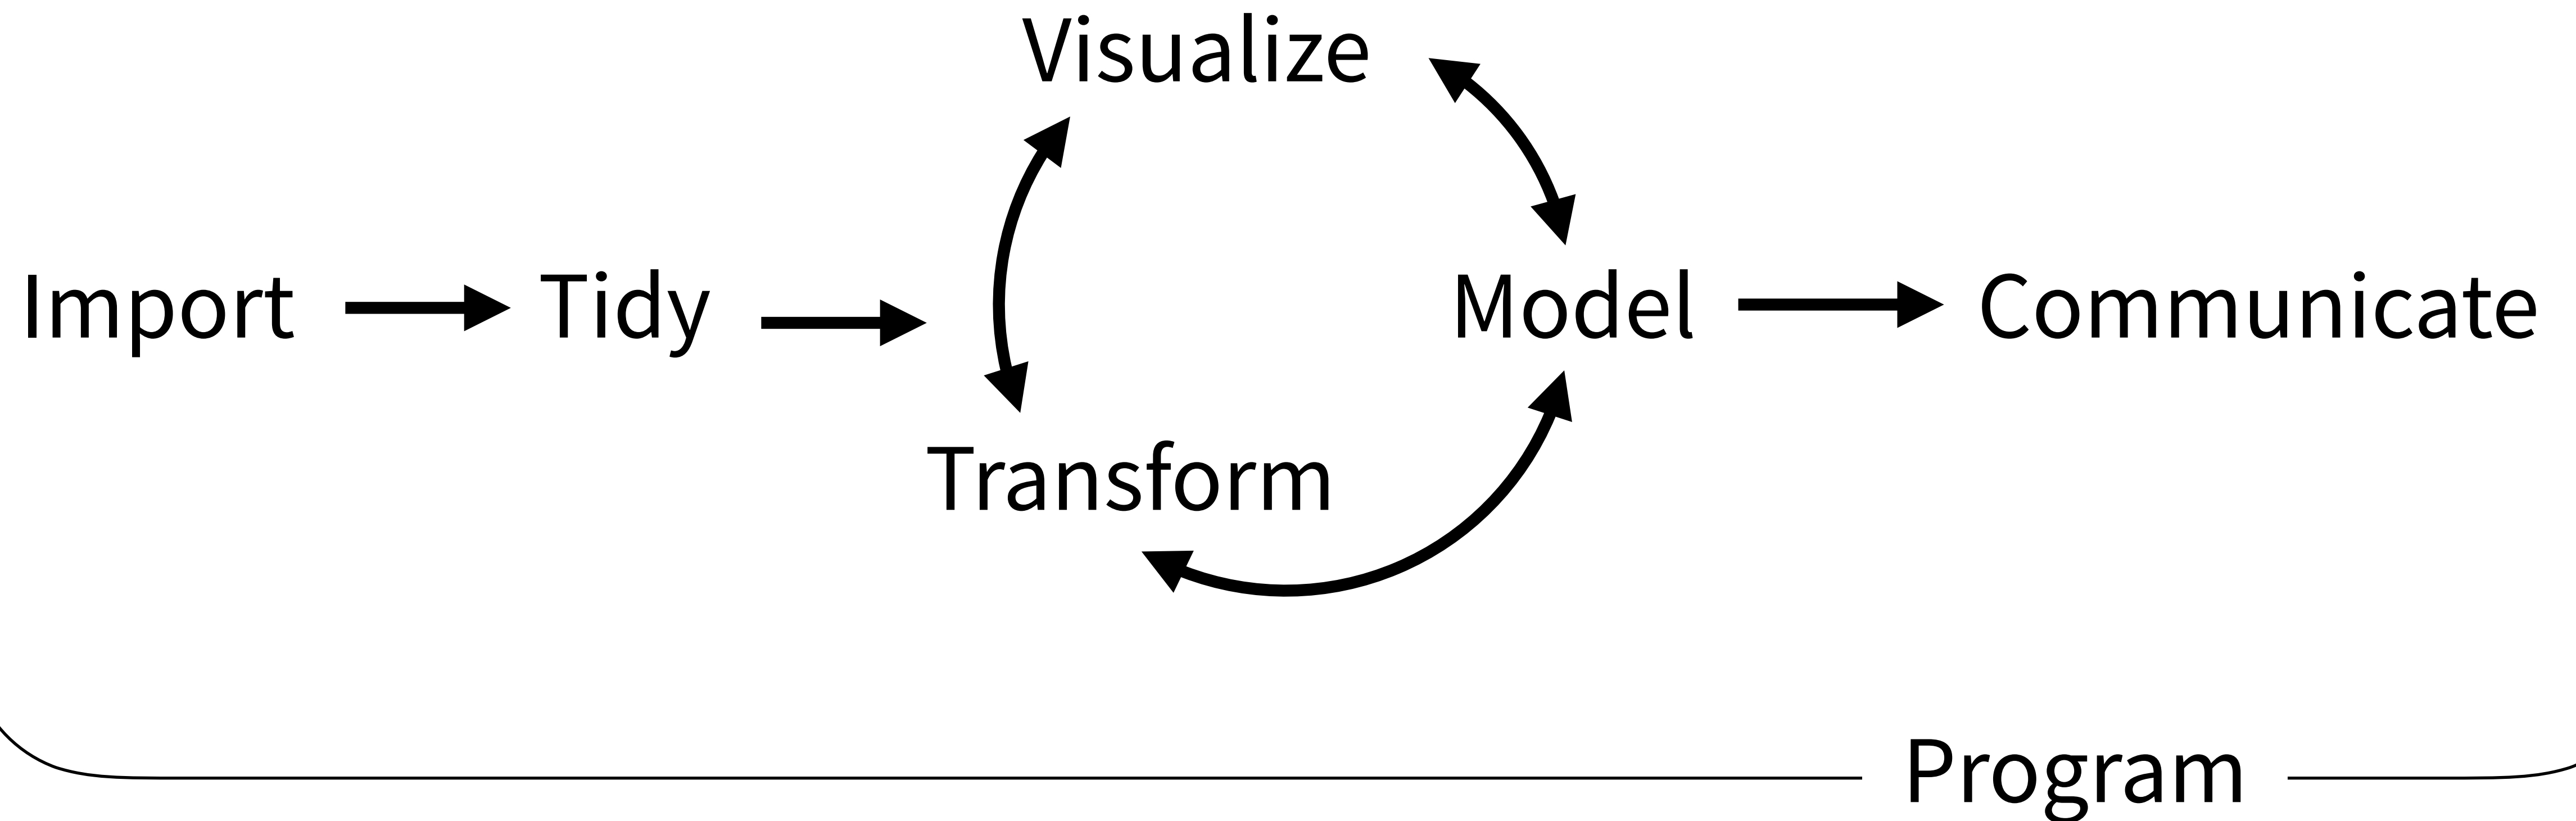 Visualize
Import
Tidy
Model
Communicate
Transform
Program